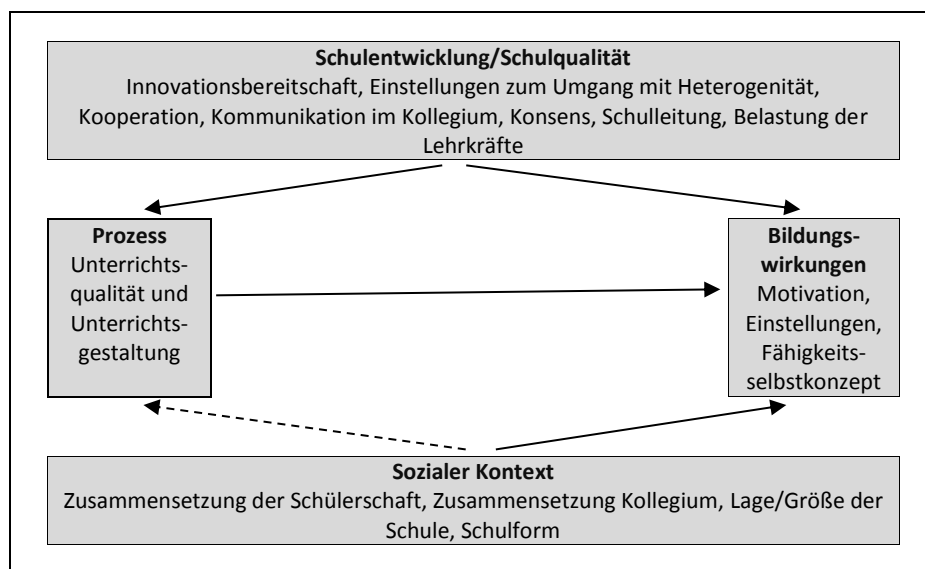 Schulentwicklung/Schulqualität
Innovationsbereitschaft, Einstellungen zum Umgang mit Heterogenität,
Kooperation, Kommunikation im Kollegium, Konsens, Schulleitung, Belastung der
Lehrkräfte
Prozess
Unterrichts-
qualität und
Unterrichts-
gestaltung
Bildungs-
wirkungen
Motivation,
Einstellungen,
Fähigkeits-
selbstkonzept
Sozialer Kontext
Zusammensetzung der Schülerschaft, Zusammensetzung Kollegium, Lage/Größe der
Schule, Schulform